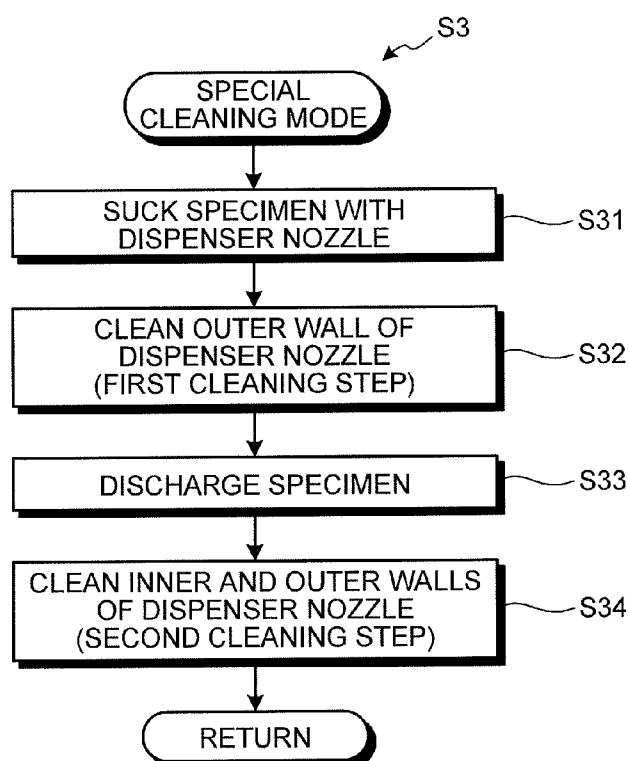 S3
SPECIAL
CLEANING MODE
SUCK SPECIMEN WITH
DISPENSER NOZZLE
S31
CLEAN OUTER WALL OF
DISPENSER NOZZLE
(FIRST CLEANING STEP)
S32
DISCHARGE SPECIMEN
S33
CLEAN INNER AND OUTER WALLS
OF DISPENSER NOZZLE
(SECOND CLEANING STEP)
S34
RETURN